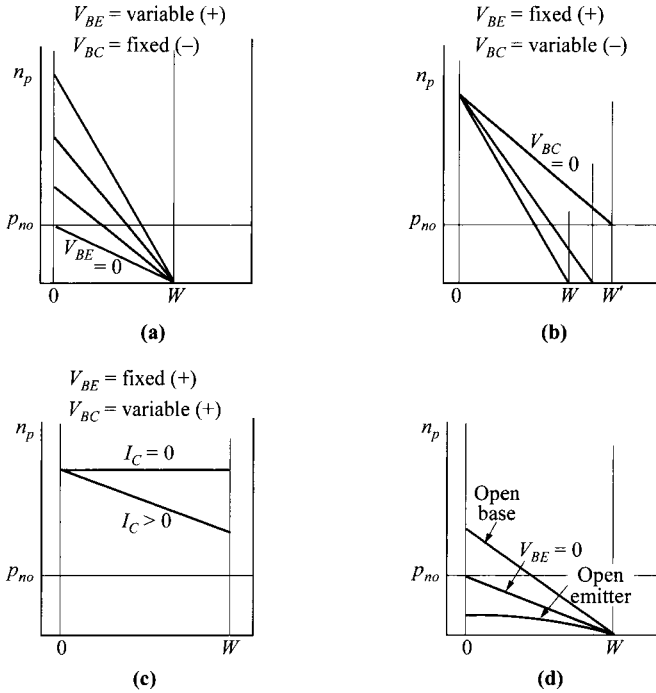 V_BE = variable (+)
V_BC = fixed (–)
n_p
p_no
V_BE = 0
0
W
(a)
V_BE = fixed (+)
V_BC = variable (–)
n_p
V_BC = 0
p_no
0
W
W'
(b)
V_BE = fixed (+)
V_BC = variable (+)
n_p
I_C = 0
I_C > 0
p_no
0
W
(c)
n_p
Open
base
V_BE = 0
p_no
Open
emitter
0
W
(d)